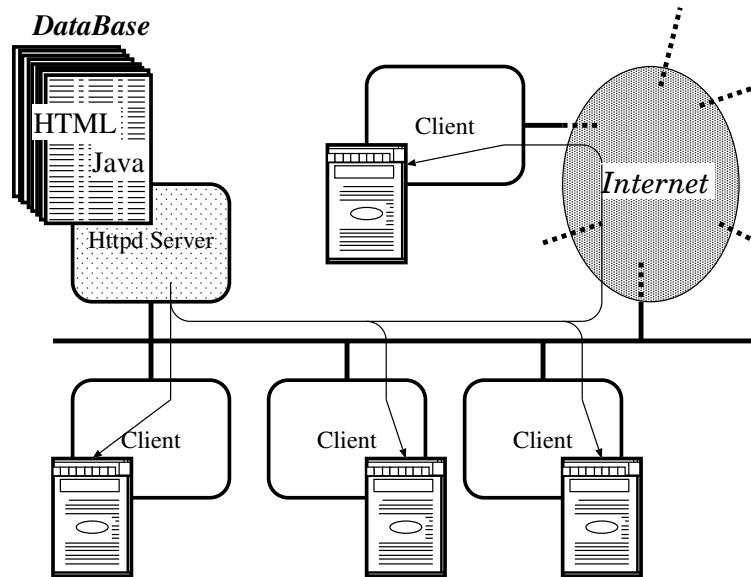 DataBase
HTML
Java
Httpd Server
Client
Internet
Client
Client
Client